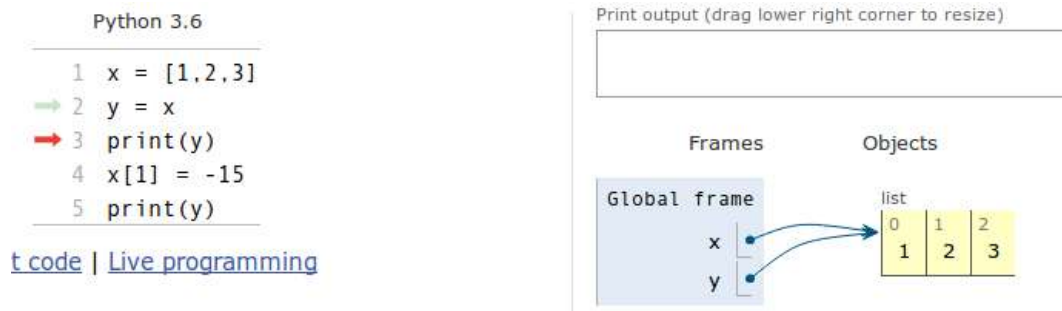 Python 3.6
1 x = [1,2,3]
2 y = x
3 print(y)
4 x[1] = -15
5 print(y)
t code | Live programming
Print output (drag lower right corner to resize)
Frames Objects
Global frame
x
y
list
0 1 2
1 2 3